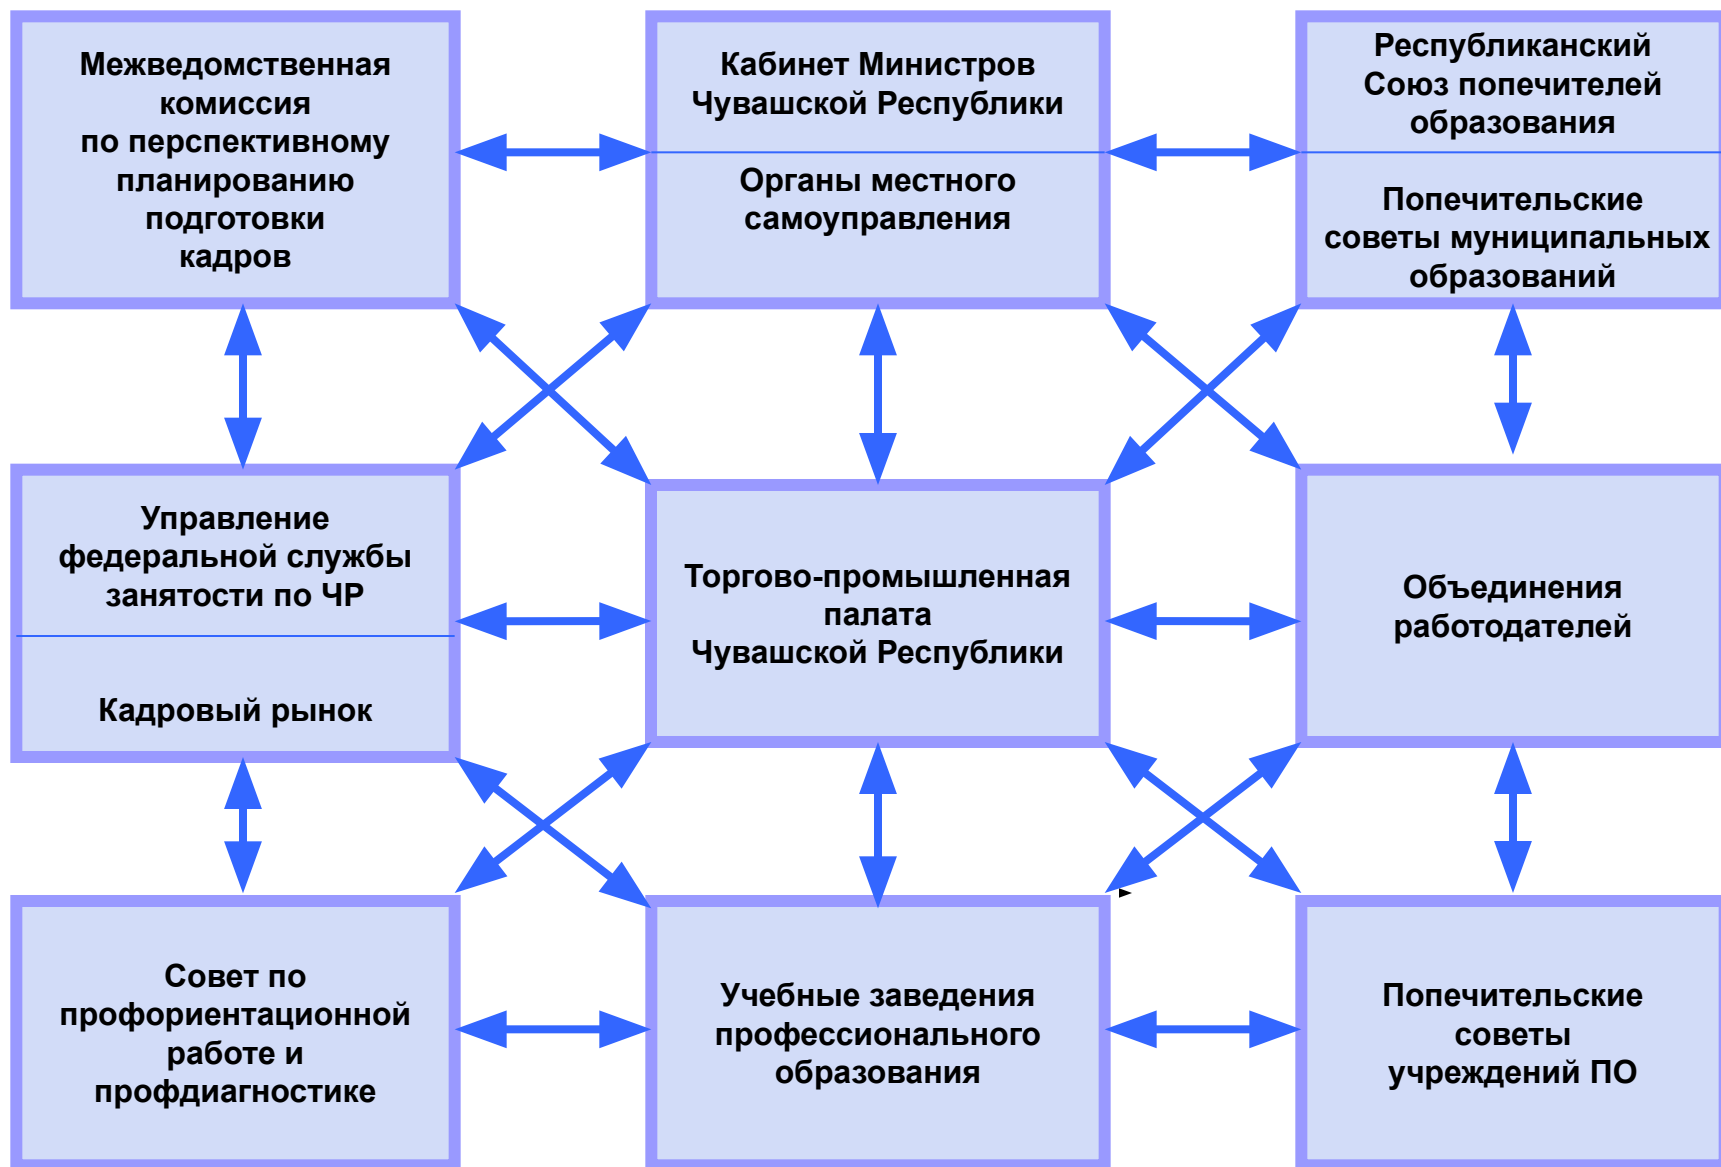 Межведомственная
комиссия
по перспективному
планированию
подготовки
кадров
Кабинет Министров
Чувашской Республики
Органы местного
самоуправления
Республиканский
Союз попечителей
образования
Попечительские
советы муниципальных
образований
Управление
федеральной службы
занятости по ЧР
Кадровый рынок
Торгово-промышленная
палата
Чувашской Республики
Объединения
работодателей
Совет по
профориентационной
работе и
профдиагностике
Учебные заведения
профессионального
образования
Попечительские
советы
учреждений ПО